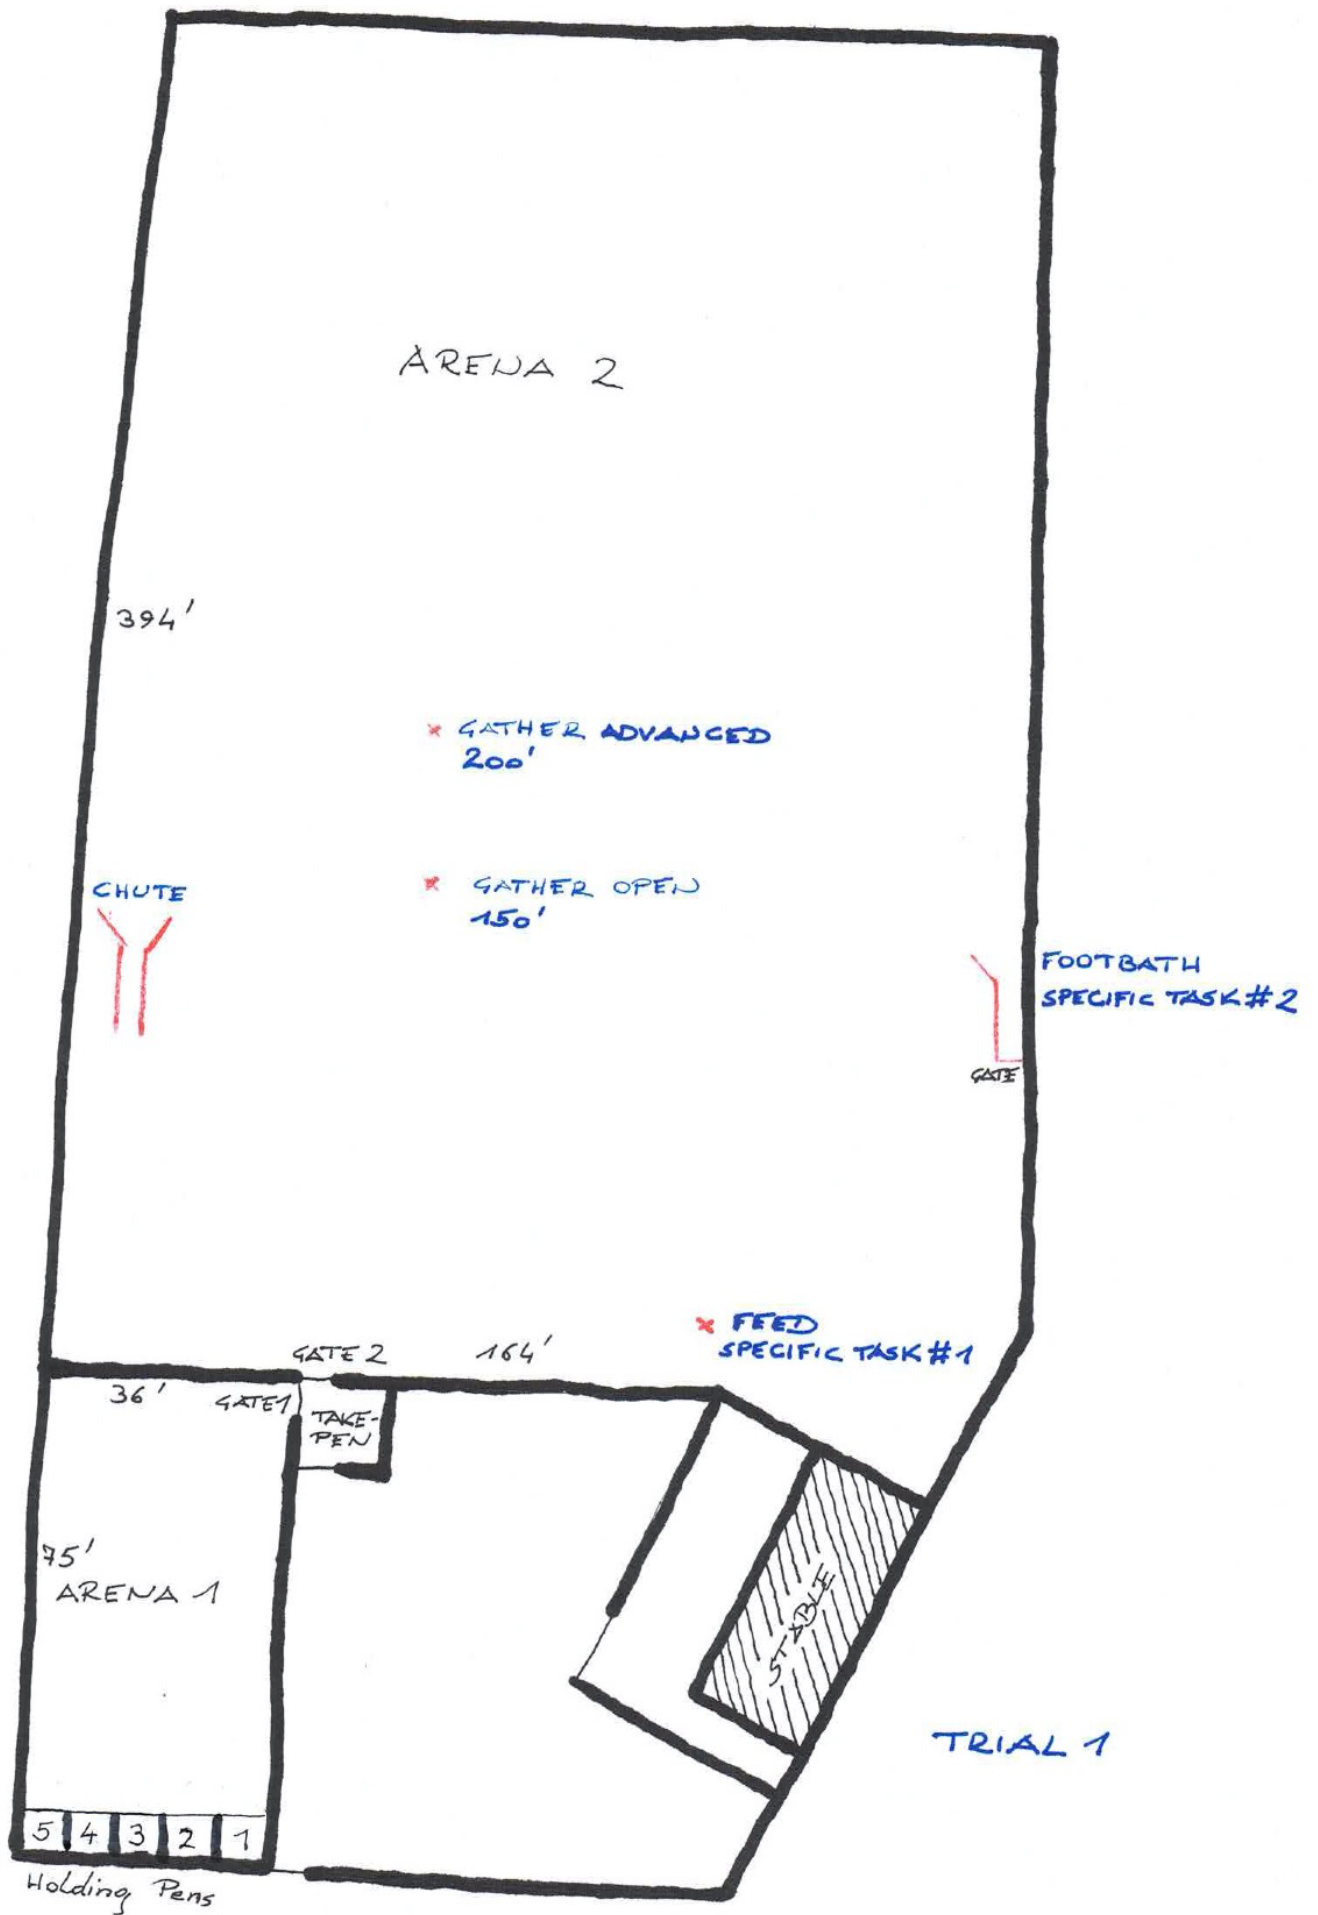 ARENA 2
394'
GATHER ADVANCED
200'
CHUTE
GATHER OPEN
150'
FOOTBATH
SPECIFIC TASK #2
GATE
FEED
SPECIFIC TASK #1
GATE 2
164'
36'
GATE 1
TAKE-
PEN
75'
ARENA 1
STABLE
TRIAL 1
5 4 3 2 1
Holding Pens